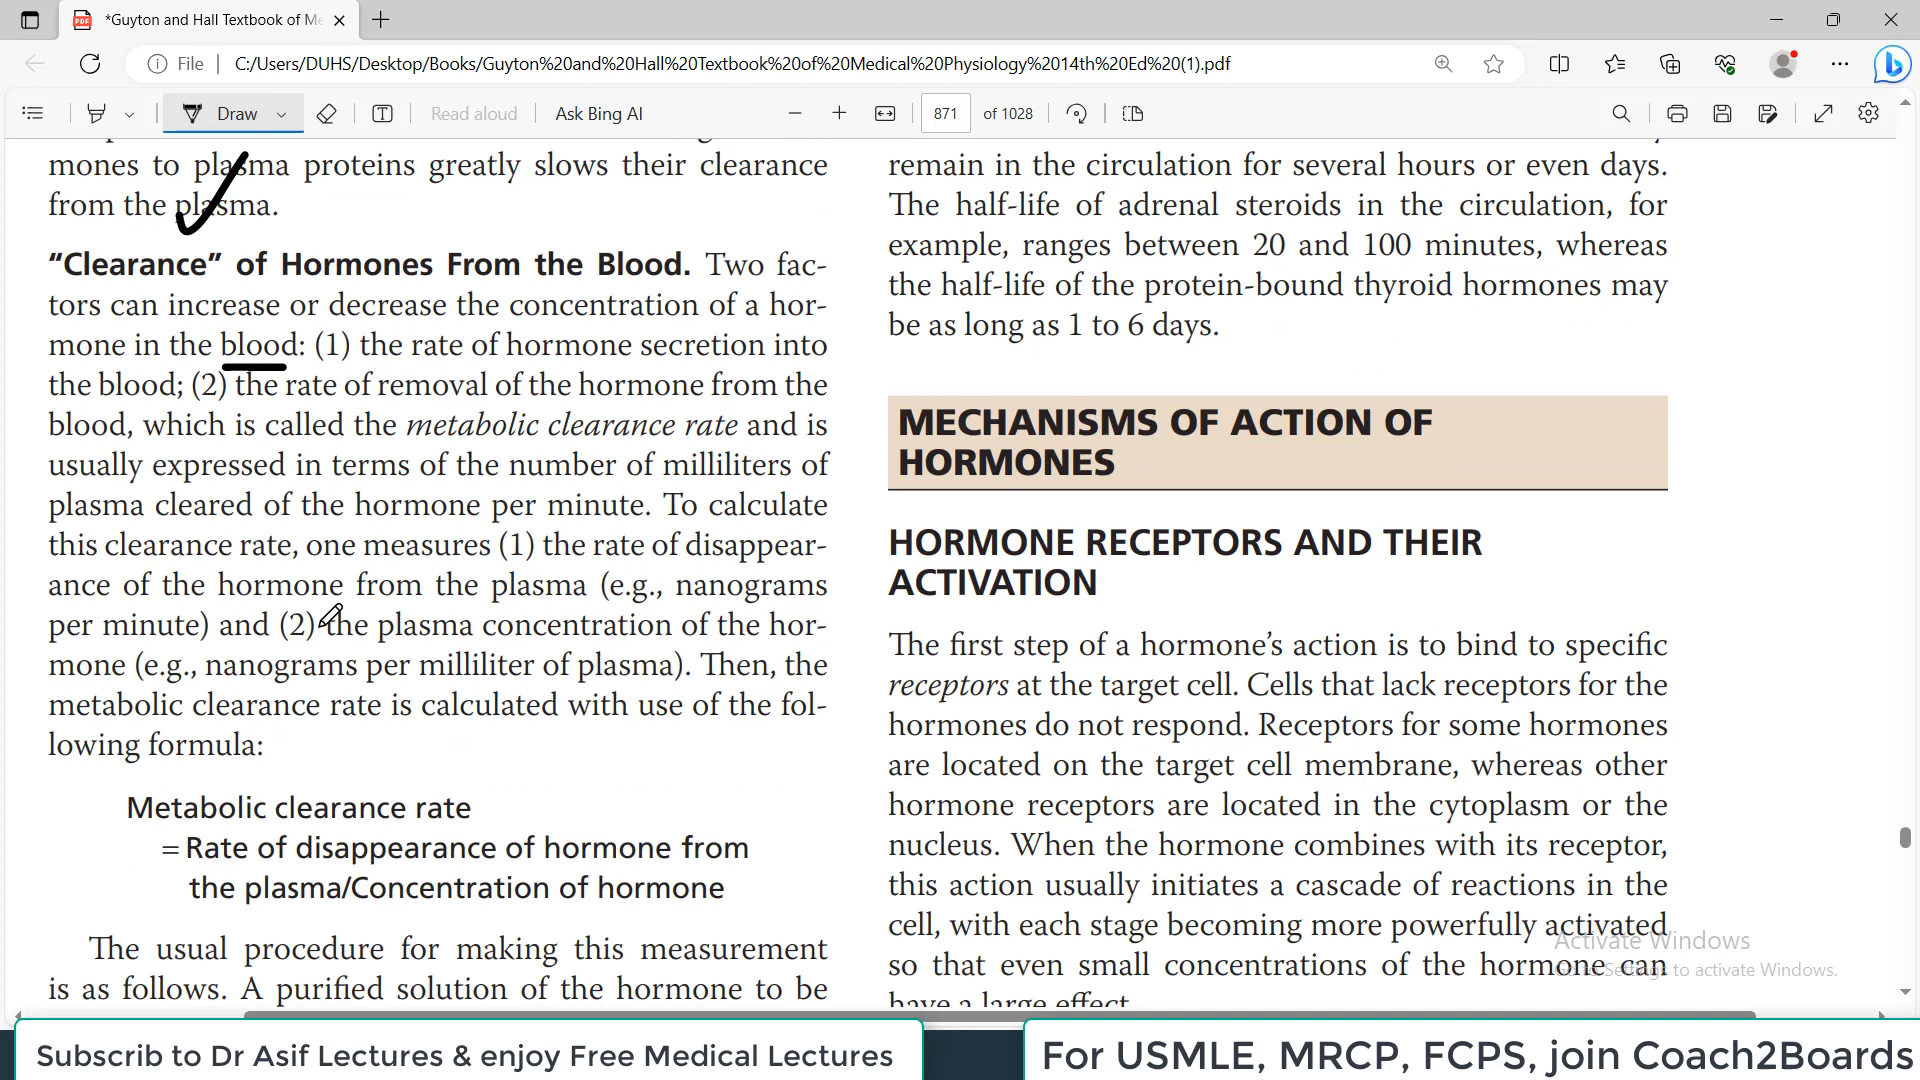 *Guyton and Hall Textbook of Me
File
C:/Users/DUHS/Desktop/Books/Guyton%20and%20Hall%20Textbook%20of%20Medical%20Physiology%2014th%20Ed%20(1).pdf
Draw
Read aloud
Ask Bing AI
871 of 1028
mones to plasma proteins greatly slows their clearance
from the plasma.
“Clearance” of Hormones From the Blood. Two fac-
tors can increase or decrease the concentration of a hor-
mone in the blood: (1) the rate of hormone secretion into
the blood; (2) the rate of removal of the hormone from the
blood, which is called the metabolic clearance rate and is
usually expressed in terms of the number of milliliters of
plasma cleared of the hormone per minute. To calculate
this clearance rate, one measures (1) the rate of disappear-
ance of the hormone from the plasma (e.g., nanograms
per minute) and (2) the plasma concentration of the hor-
mone (e.g., nanograms per milliliter of plasma). Then, the
metabolic clearance rate is calculated with use of the fol-
lowing formula:
Metabolic clearance rate
= Rate of disappearance of hormone from
the plasma/Concentration of hormone
The usual procedure for making this measurement
is as follows. A purified solution of the hormone to be
remain in the circulation for several hours or even days.
The half-life of adrenal steroids in the circulation, for
example, ranges between 20 and 100 minutes, whereas
the half-life of the protein-bound thyroid hormones may
be as long as 1 to 6 days.
MECHANISMS OF ACTION OF
HORMONES
HORMONE RECEPTORS AND THEIR
ACTIVATION
The first step of a hormone’s action is to bind to specific
receptors at the target cell. Cells that lack receptors for the
hormones do not respond. Receptors for some hormones
are located on the target cell membrane, whereas other
hormone receptors are located in the cytoplasm or the
nucleus. When the hormone combines with its receptor,
this action usually initiates a cascade of reactions in the
cell, with each stage becoming more powerfully activated
so that even small concentrations of the hormone can
have a large effect
Activate Windows
Go to Settings to activate Windows.
Subscrib to Dr Asif Lectures & enjoy Free Medical Lectures
For USMLE, MRCP, FCPS, join Coach2Boards